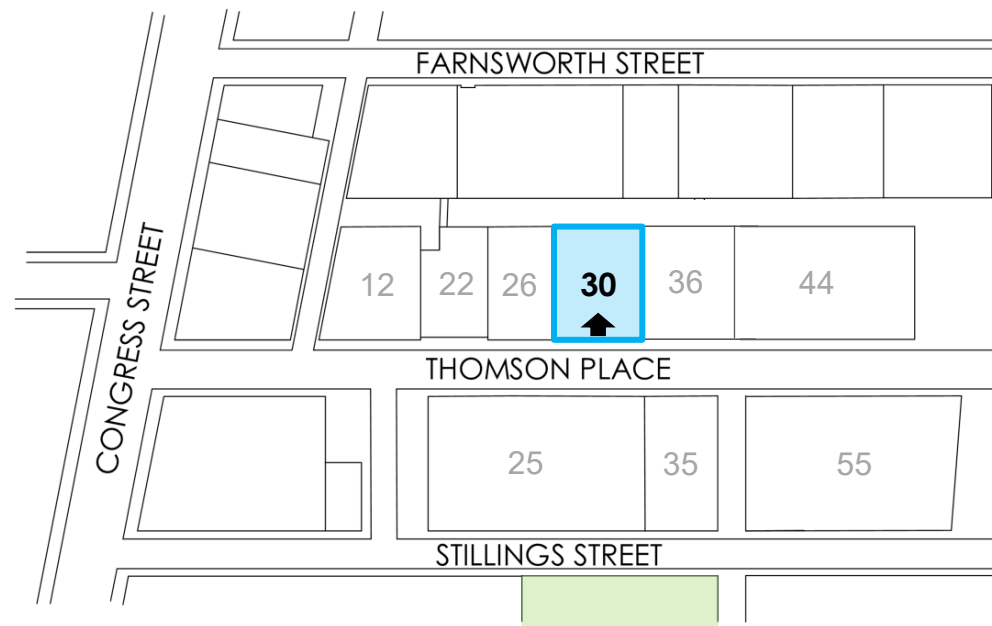 FARNSWORTH STREET
CONGRESS STREET
12
22
26
30
36
44
THOMSON PLACE
25
35
55
STILLINGS STREET